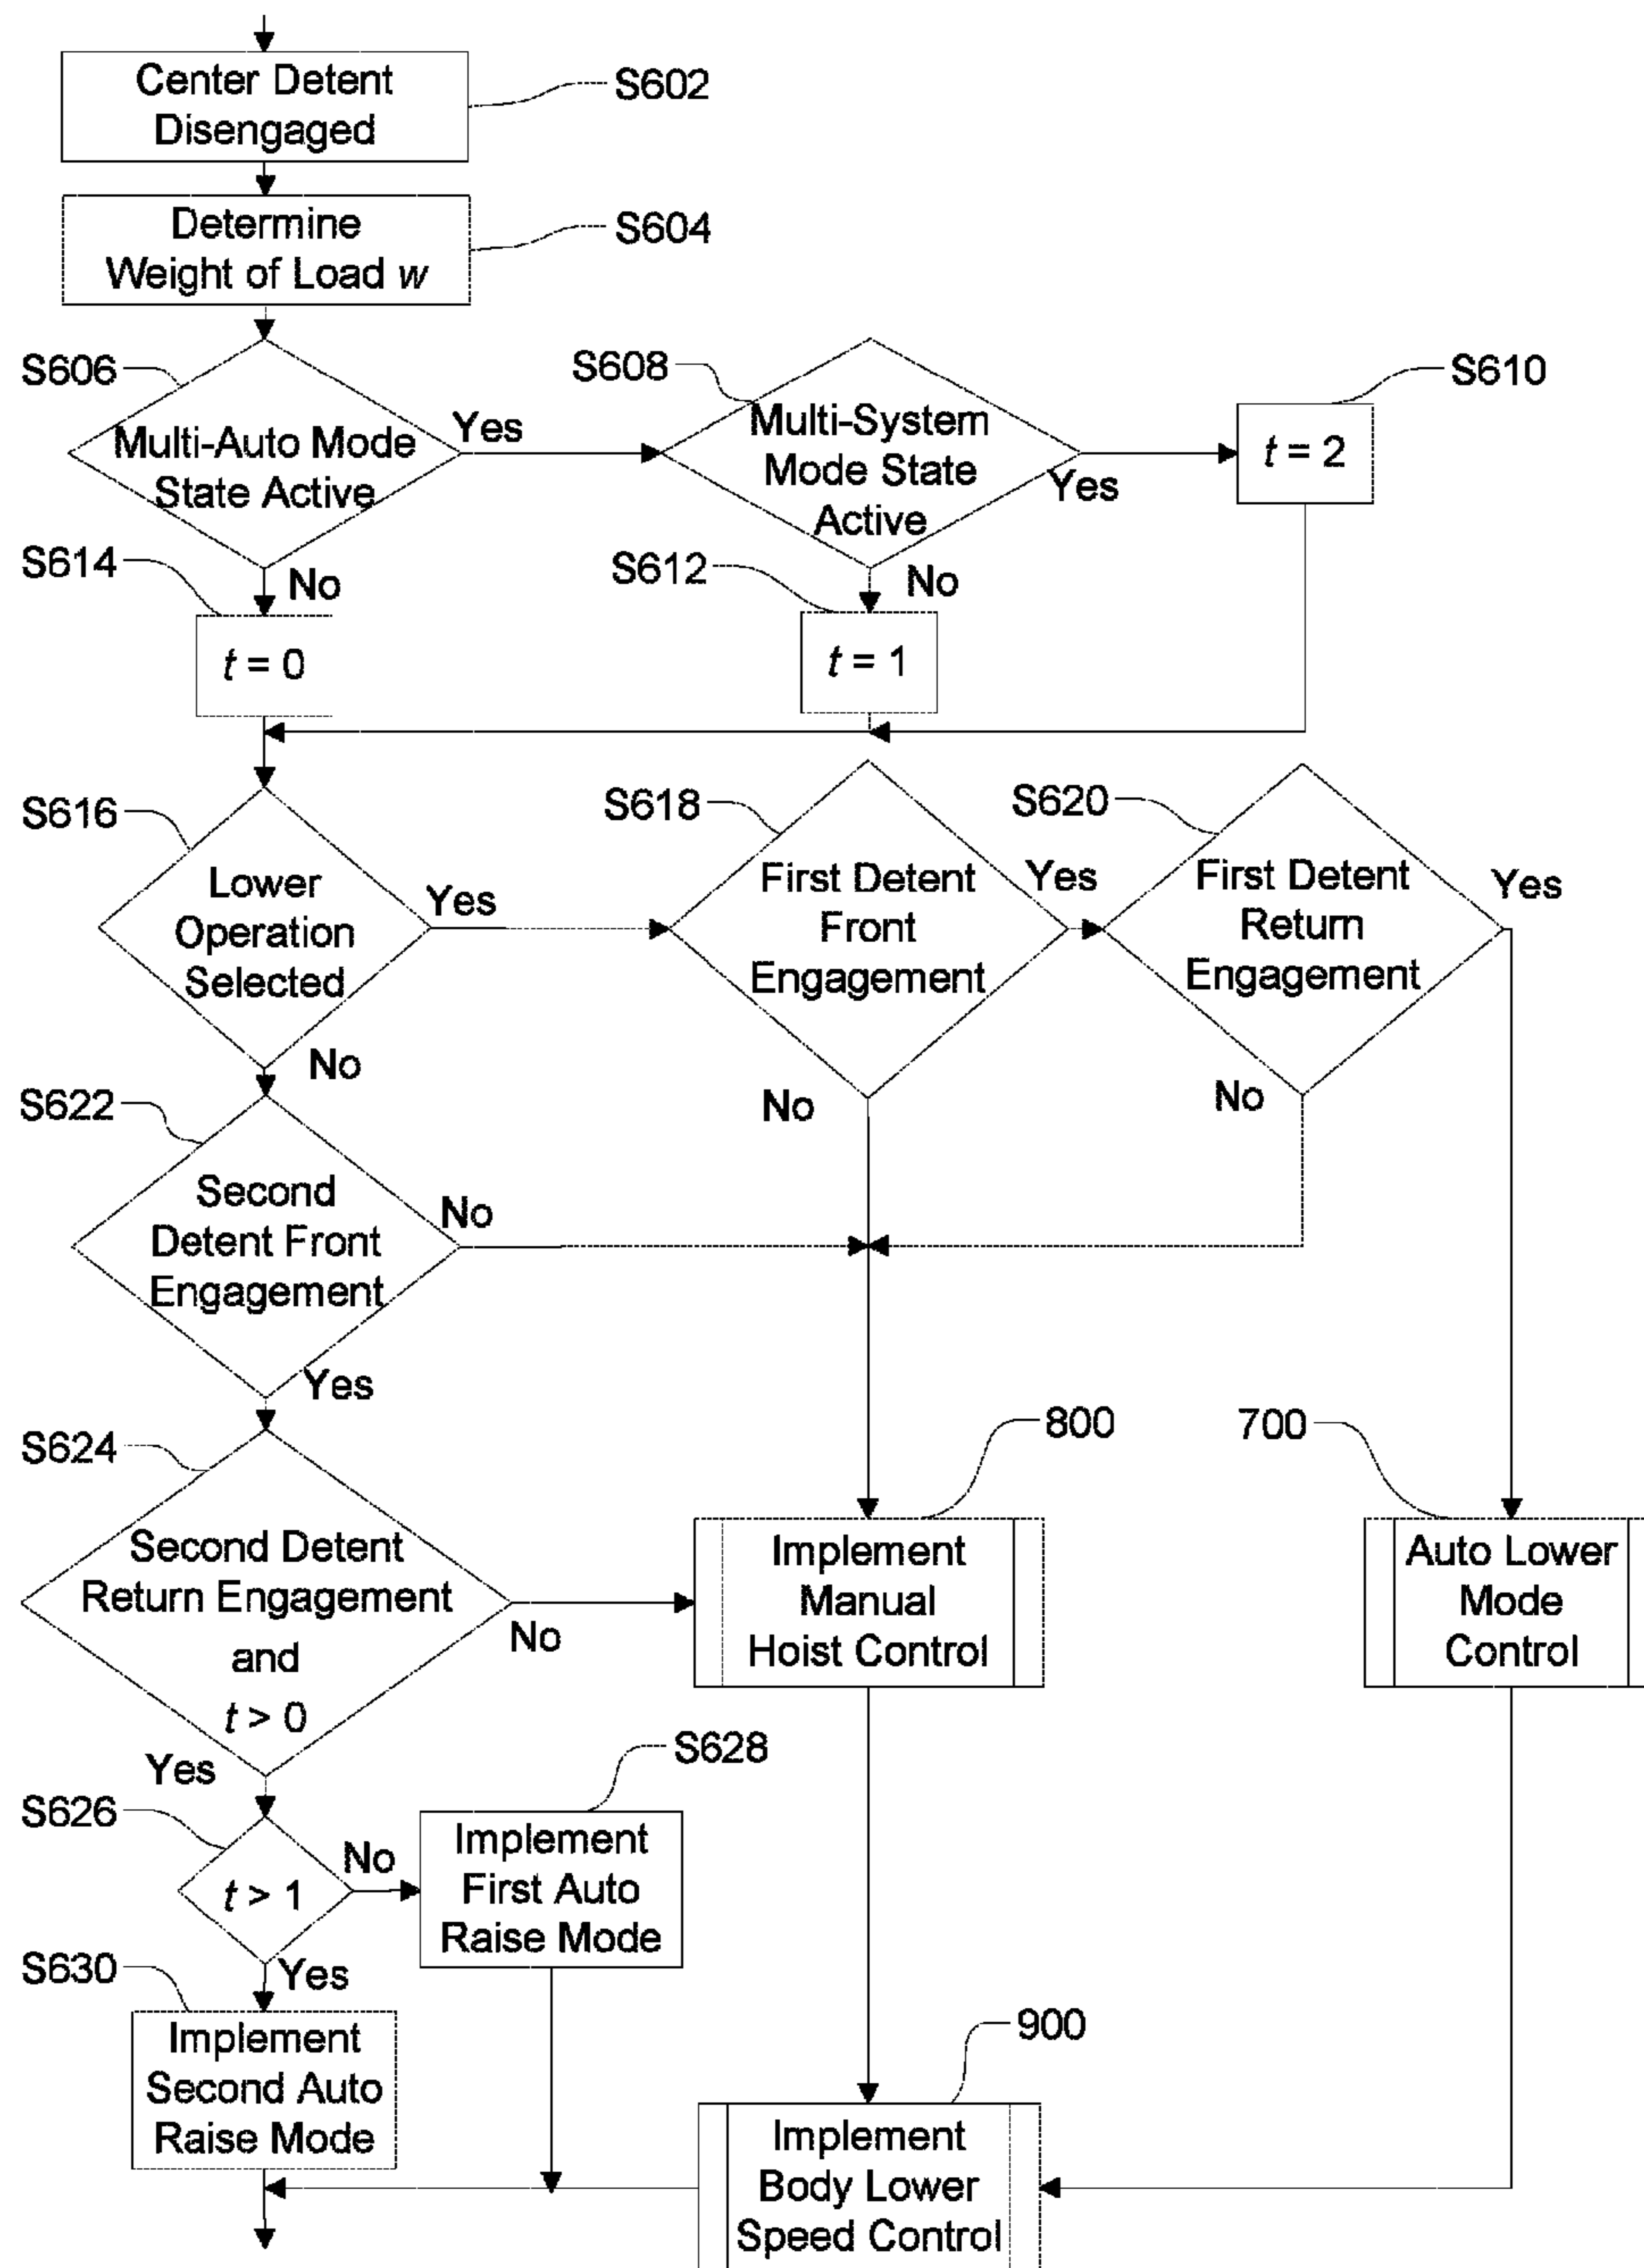 Center Detent
Disengaged
S602
Determine
Weight of Load w
S604
S606
Multi-Auto Mode
State Active
Yes
S608
Multi-System
Mode State
Active
Yes
S610
t = 2
S614
No
t = 0
S612
No
t = 1
S616
Lower
Operation
Selected
Yes
S618
First Detent
Front
Engagement
Yes
S620
First Detent
Return
Engagement
Yes
No
No
No
S622
Second
Detent Front
Engagement
No
Yes
S624
Second Detent
Return Engagement
and
t > 0
No
Yes
800
Implement
Manual
Hoist Control
700
Auto Lower
Mode
Control
S626
t > 1
No
S628
Implement
First Auto
Raise Mode
S630
Yes
Implement
Second Auto
Raise Mode
900
Implement
Body Lower
Speed Control